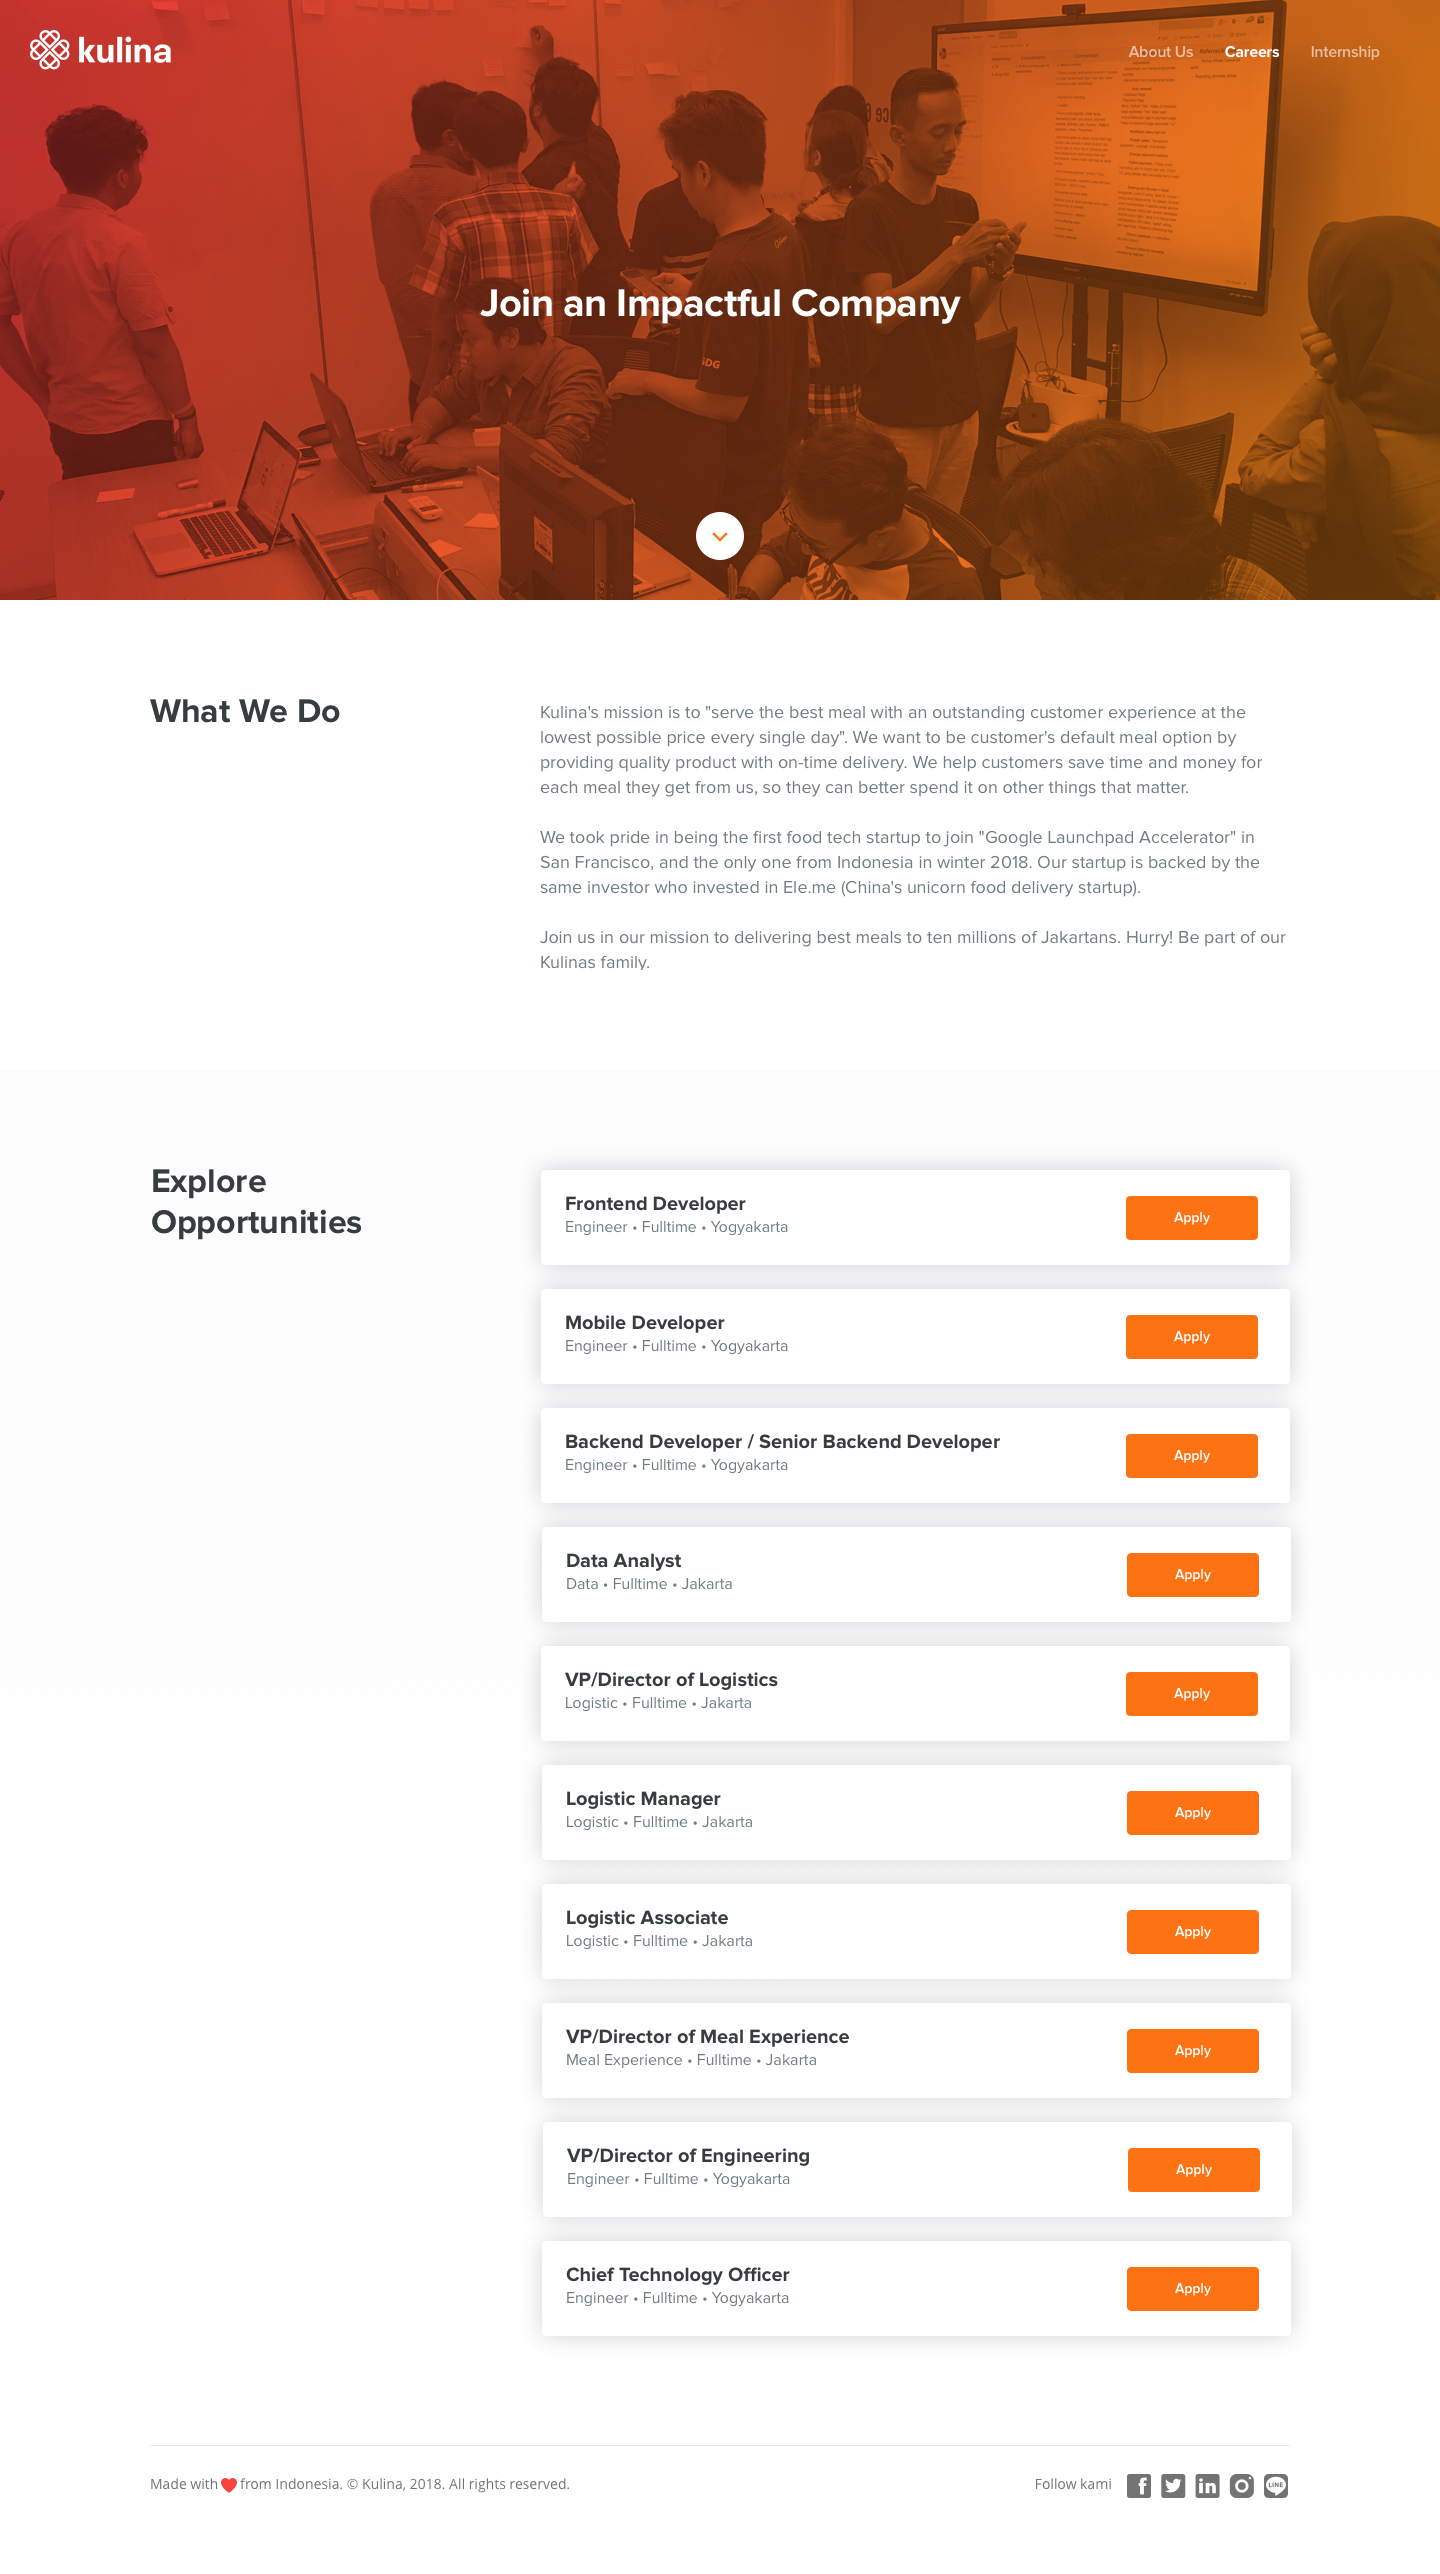 kulina
About Us Careers Internship
Join an Impactful Company
What We Do
Kulina's mission is to "serve the best meal with an outstanding customer experience at the
lowest possible price every single day". We want to be customer's default meal option by
providing quality product with on-time delivery. We help customers save time and money for
each meal they get from us, so they can better spend it on other things that matter.
We took pride in being the first food tech startup to join "Google Launchpad Accelerator" in
San Francisco, and the only one from Indonesia in winter 2018. Our startup is backed by the
same investor who invested in Ele.me (China's unicorn food delivery startup).
Join us in our mission to delivering best meals to ten millions of Jakartans. Hurry! Be part of our
Kulinas family.
Explore
Opportunities
Frontend Developer
Engineer • Fulltime • Yogyakarta
Apply
Mobile Developer
Engineer • Fulltime • Yogyakarta
Apply
Backend Developer / Senior Backend Developer
Engineer • Fulltime • Yogyakarta
Apply
Data Analyst
Data • Fulltime • Jakarta
Apply
VP/Director of Logistics
Logistic • Fulltime • Jakarta
Apply
Logistic Manager
Logistic • Fulltime • Jakarta
Apply
Logistic Associate
Logistic • Fulltime • Jakarta
Apply
VP/Director of Meal Experience
Meal Experience • Fulltime • Jakarta
Apply
VP/Director of Engineering
Engineer • Fulltime • Yogyakarta
Apply
Chief Technology Officer
Engineer • Fulltime • Yogyakarta
Apply
Made with ❤ from Indonesia. © Kulina, 2018. All rights reserved.
Follow kami
LINE